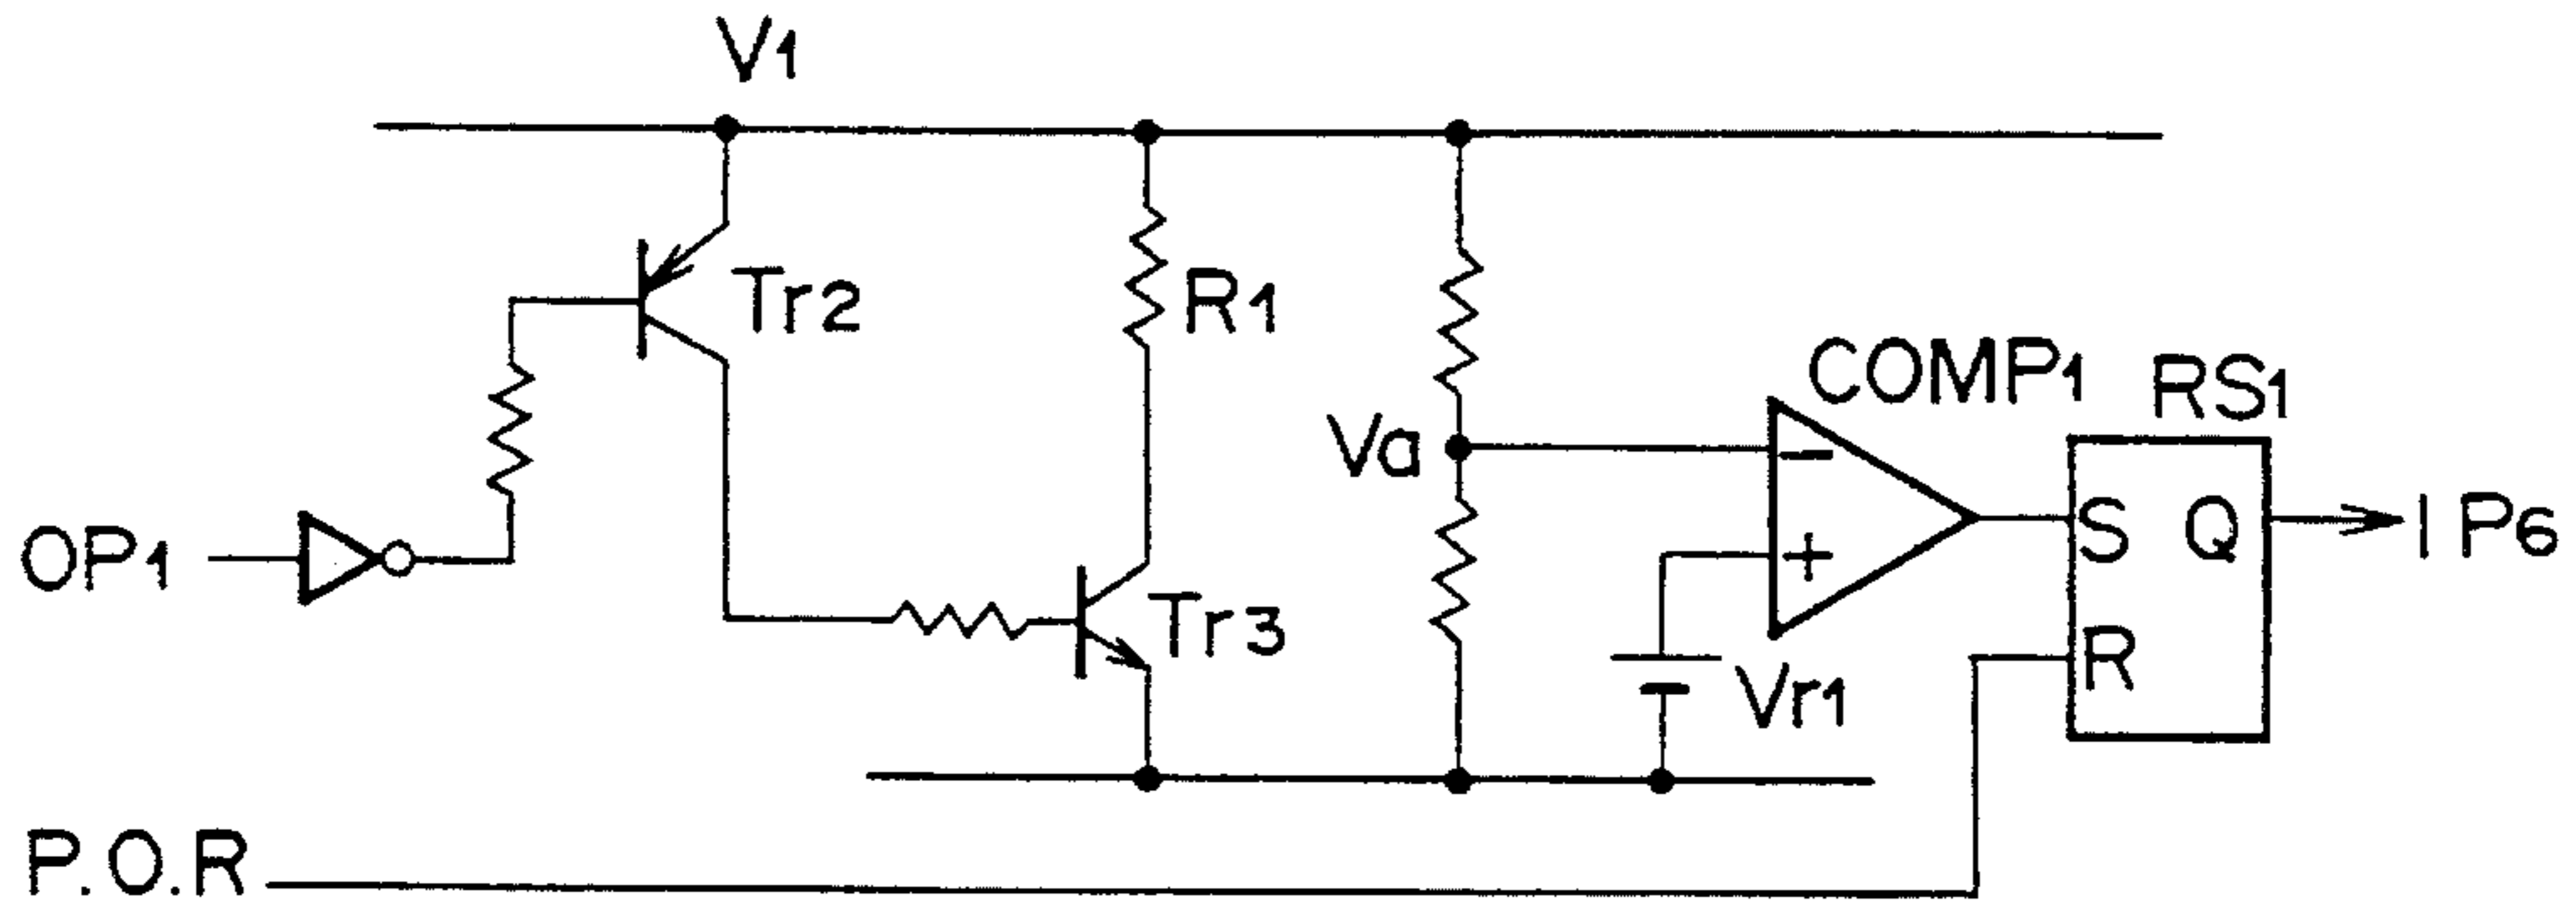 V1
Tr2
R1
COMP1
RS1
Va
−
S Q
IP6
OP1
+
Tr3
R
Vr1
P.O.R